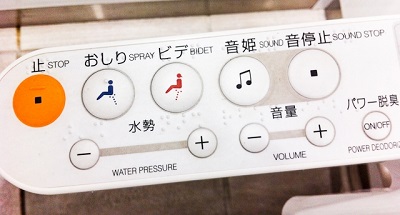 止 STOP おしり SPRAY ビデ BIDET 音姫 SOUND 音停止 SOUND STOP
水勢 音量 パワー脱臭
− + − + ON/OFF
WATER PRESSURE VOLUME POWER DEODORIZ